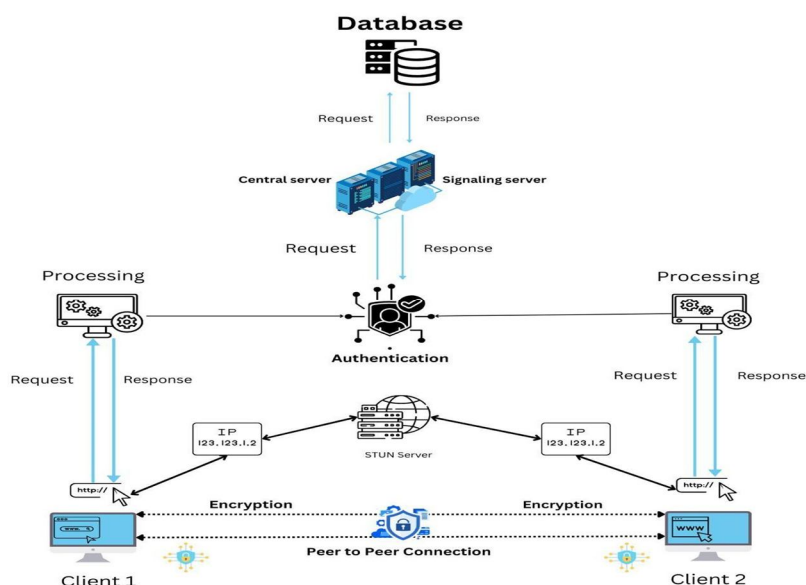 Database
Request
Response
Central server
Signaling server
Request
Response
Processing
Processing
Authentication
Request
Response
Request
Response
IP
123.123.1.2
IP
123.123.1.2
STUN Server
http://
http://
Encryption
Encryption
www.
www
Peer to Peer Connection
Client 1
Client 2